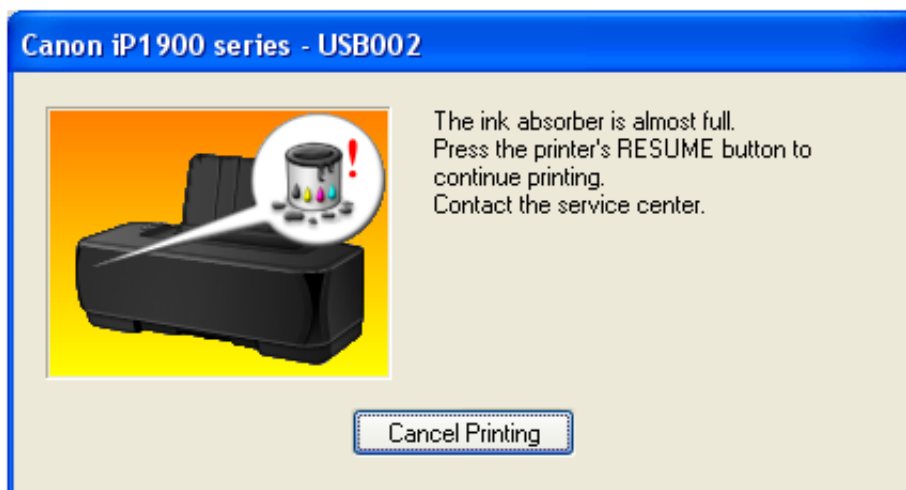 Canon iP1900 series - USB002
The ink absorber is almost full.
Press the printer's RESUME button to
continue printing.
Contact the service center.
Cancel Printing